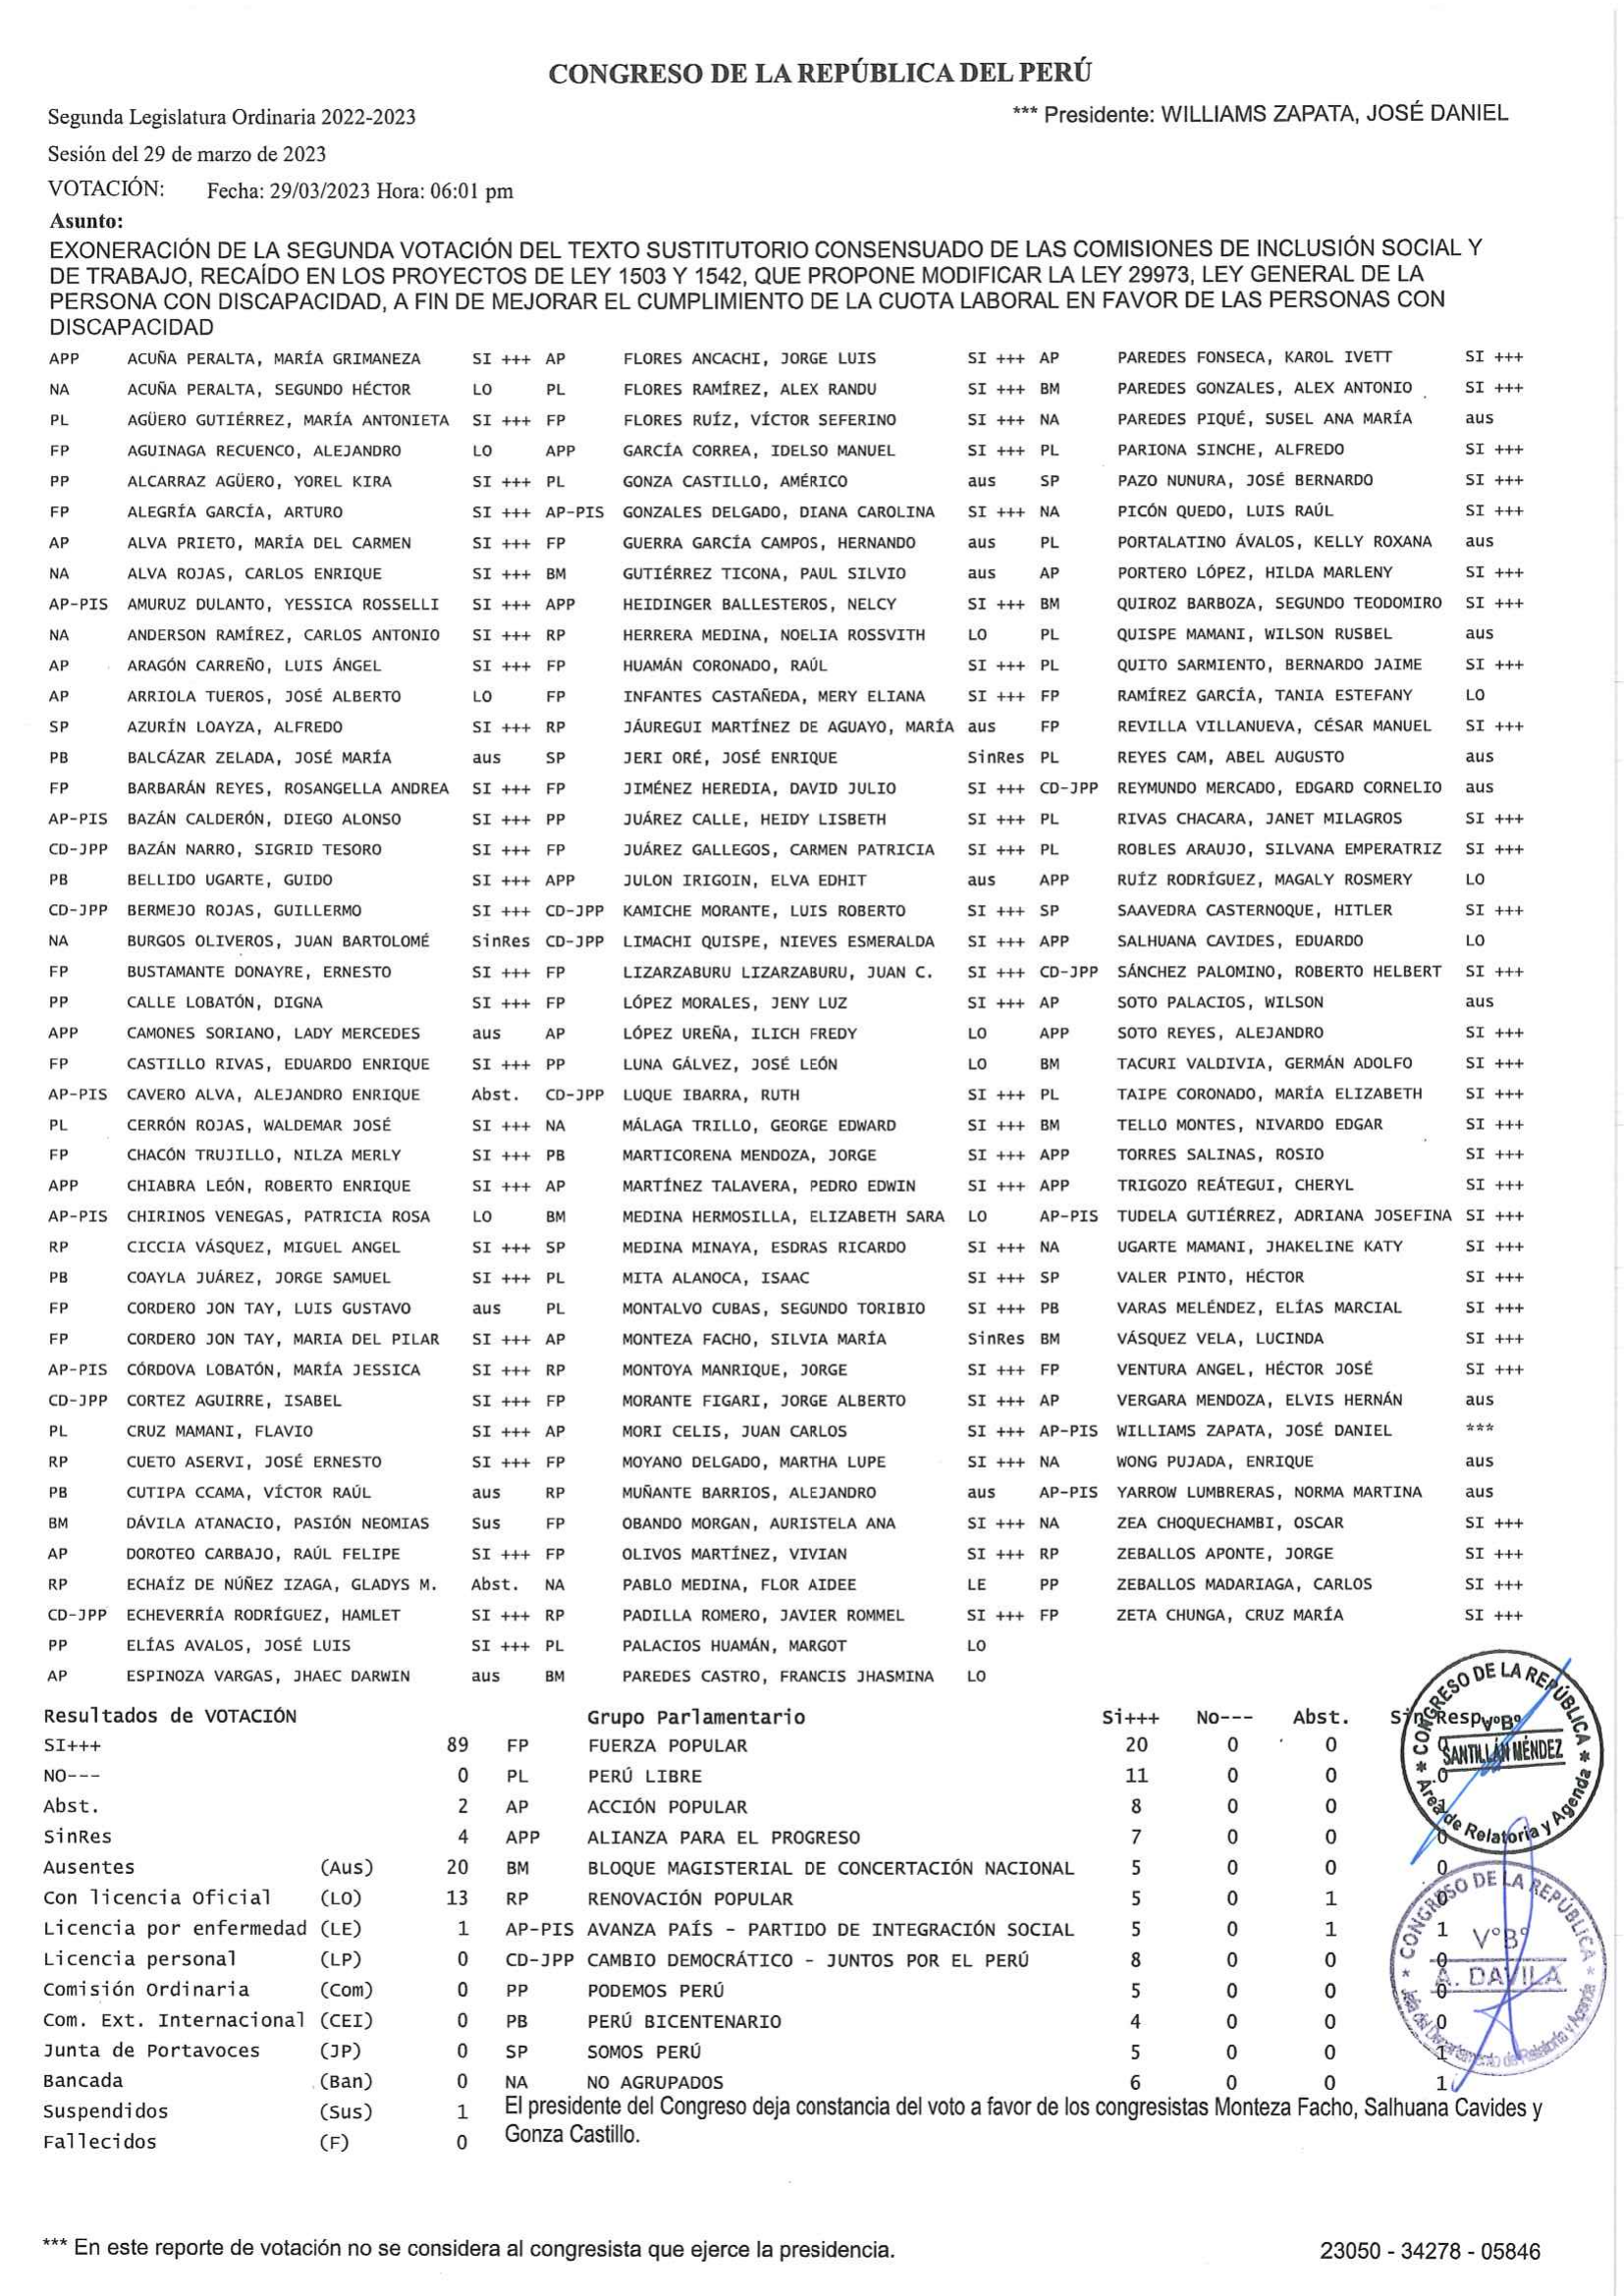 CONGRESO DE LA REPÚBLICA DEL PERÚ
Segunda Legislatura Ordinaria 2022-2023 *** Presidente: WILLIAMS ZAPATA, JOSÉ DANIEL
Sesión del 29 de marzo de 2023
VOTACIÓN: Fecha: 29/03/2023 Hora: 06:01 pm
Asunto:
EXONERACIÓN DE LA SEGUNDA VOTACIÓN DEL TEXTO SUSTITUTORIO CONSENSUADO DE LAS COMISIONES DE INCLUSIÓN SOCIAL Y
DE TRABAJO, RECAÍDO EN LOS PROYECTOS DE LEY 1503 Y 1542, QUE PROPONE MODIFICAR LA LEY 29973, LEY GENERAL DE LA
PERSONA CON DISCAPACIDAD, A FIN DE MEJORAR EL CUMPLIMIENTO DE LA CUOTA LABORAL EN FAVOR DE LAS PERSONAS CON
DISCAPACIDAD
APP ACUÑA PERALTA, MARÍA GRIMANEZA SI +++ AP FLORES ANCACHI, JORGE LUIS SI +++ AP PAREDES FONSECA, KAROL IVETT SI +++
NA ACUÑA PERALTA, SEGUNDO HÉCTOR LO PL FLORES RAMÍREZ, ALEX RANDU SI +++ BM PAREDES GONZALES, ALEX ANTONIO SI +++
PL AGÜERO GUTIÉRREZ, MARÍA ANTONIETA SI +++ FP FLORES RUÍZ, VÍCTOR SEFERINO SI +++ NA PAREDES PIQUÉ, SUSEL ANA MARÍA aus
FP AGUINAGA RECUENCO, ALEJANDRO LO APP GARCÍA CORREA, IDELSO MANUEL SI +++ PL PARIONA SINCHE, ALFREDO SI +++
PP ALCARRAZ AGÜERO, YOREL KIRA SI +++ PL GONZA CASTILLO, AMÉRICO aus SP PAZO NUNURA, JOSÉ BERNARDO SI +++
FP ALEGRÍA GARCÍA, ARTURO SI +++ AP-PIS GONZALES DELGADO, DIANA CAROLINA SI +++ NA PICÓN QUEDO, LUIS RAÚL SI +++
AP ALVA PRIETO, MARÍA DEL CARMEN SI +++ FP GUERRA GARCÍA CAMPOS, HERNANDO aus PL PORTALATINO ÁVALOS, KELLY ROXANA aus
NA ALVA ROJAS, CARLOS ENRIQUE SI +++ BM GUTIÉRREZ TICONA, PAUL SILVIO aus AP PORTERO LÓPEZ, HILDA MARLENY SI +++
AP-PIS AMURUZ DULANTO, YESSICA ROSSELLI SI +++ APP HEIDINGER BALLESTEROS, NELCY SI +++ BM QUIROZ BARBOZA, SEGUNDO TEODOMIRO SI +++
NA ANDERSON RAMÍREZ, CARLOS ANTONIO SI +++ RP HERRERA MEDINA, NOELIA ROSSVITH LO PL QUISPE MAMANI, WILSON RUSBEL aus
AP ARAGÓN CARREÑO, LUIS ÁNGEL SI +++ FP HUAMÁN CORONADO, RAÚL SI +++ PL QUITO SARMIENTO, BERNARDO JAIME SI +++
AP ARRIOLA TUEROS, JOSÉ ALBERTO LO FP INFANTES CASTAÑEDA, MERY ELIANA SI +++ FP RAMÍREZ GARCÍA, TANIA ESTEFANY LO
SP AZURÍN LOAYZA, ALFREDO SI +++ RP JÁUREGUI MARTÍNEZ DE AGUAYO, MARÍA aus FP REVILLA VILLANUEVA, CÉSAR MANUEL SI +++
PB BALCÁZAR ZELADA, JOSÉ MARÍA aus SP JERI ORÉ, JOSÉ ENRIQUE SinRes PL REYES CAM, ABEL AUGUSTO aus
FP BARBARÁN REYES, ROSANGELLA ANDREA SI +++ FP JIMÉNEZ HEREDIA, DAVID JULIO SI +++ CD-JPP REYMUNDO MERCADO, EDGARD CORNELIO aus
AP-PIS BAZÁN CALDERÓN, DIEGO ALONSO SI +++ PP JUÁREZ CALLE, HEIDY LISBETH SI +++ PL RIVAS CHACARA, JANET MILAGROS SI +++
CD-JPP BAZÁN NARRO, SIGRID TESORO SI +++ FP JUÁREZ GALLEGOS, CARMEN PATRICIA SI +++ PL ROBLES ARAUJO, SILVANA EMPERATRIZ SI +++
PB BELLIDO UGARTE, GUIDO SI +++ APP JULON IRIGOIN, ELVA EDHIT aus APP RUÍZ RODRÍGUEZ, MAGALY ROSMERY LO
CD-JPP BERMEJO ROJAS, GUILLERMO SI +++ CD-JPP KAMICHE MORANTE, LUIS ROBERTO SI +++ SP SAAVEDRA CASTERNOQUE, HITLER SI +++
NA BURGOS OLIVEROS, JUAN BARTOLOMÉ SinRes CD-JPP LIMACHI QUISPE, NIEVES ESMERALDA SI +++ APP SALHUANA CAVIDES, EDUARDO LO
FP BUSTAMANTE DONAYRE, ERNESTO SI +++ FP LIZARZABURU LIZARZABURU, JUAN C. SI +++ CD-JPP SÁNCHEZ PALOMINO, ROBERTO HELBERT SI +++
PP CALLE LOBATÓN, DIGNA SI +++ FP LÓPEZ MORALES, JENY LUZ SI +++ AP SOTO PALACIOS, WILSON aus
APP CAMONES SORIANO, LADY MERCEDES aus AP LÓPEZ UREÑA, ILICH FREDY LO APP SOTO REYES, ALEJANDRO SI +++
FP CASTILLO RIVAS, EDUARDO ENRIQUE SI +++ PP LUNA GÁLVEZ, JOSÉ LEÓN LO BM TACURI VALDIVIA, GERMÁN ADOLFO SI +++
AP-PIS CAVERO ALVA, ALEJANDRO ENRIQUE Abst. CD-JPP LUQUE IBARRA, RUTH SI +++ PL TAIPE CORONADO, MARÍA ELIZABETH SI +++
PL CERRÓN ROJAS, WALDEMAR JOSÉ SI +++ NA MÁLAGA TRILLO, GEORGE EDWARD SI +++ BM TELLO MONTES, NIVARDO EDGAR SI +++
FP CHACÓN TRUJILLO, NILZA MERLY SI +++ PB MARTICORENA MENDOZA, JORGE SI +++ APP TORRES SALINAS, ROSIO SI +++
APP CHIABRA LEÓN, ROBERTO ENRIQUE SI +++ AP MARTÍNEZ TALAVERA, PEDRO EDWIN SI +++ APP TRIGOZO REÁTEGUI, CHERYL SI +++
AP-PIS CHIRINOS VENEGAS, PATRICIA ROSA LO BM MEDINA HERMOSILLA, ELIZABETH SARA LO AP-PIS TUDELA GUTIÉRREZ, ADRIANA JOSEFINA SI +++
RP CICCIA VÁSQUEZ, MIGUEL ANGEL SI +++ SP MEDINA MINAYA, ESDRAS RICARDO SI +++ NA UGARTE MAMANI, JHAKELINE KATY SI +++
PB COAYLA JUÁREZ, JORGE SAMUEL SI +++ PL MITA ALANOCA, ISAAC SI +++ SP VALER PINTO, HÉCTOR SI +++
FP CORDERO JON TAY, LUIS GUSTAVO aus PL MONTALVO CUBAS, SEGUNDO TORIBIO SI +++ PB VARAS MELÉNDEZ, ELÍAS MARCIAL SI +++
FP CORDERO JON TAY, MARIA DEL PILAR SI +++ AP MONTEZA FACHO, SILVIA MARÍA SinRes BM VÁSQUEZ VELA, LUCINDA SI +++
AP-PIS CÓRDOVA LOBATÓN, MARÍA JESSICA SI +++ RP MONTOYA MANRIQUE, JORGE SI +++ FP VENTURA ANGEL, HÉCTOR JOSÉ SI +++
CD-JPP CORTEZ AGUIRRE, ISABEL SI +++ FP MORANTE FIGARI, JORGE ALBERTO SI +++ AP VERGARA MENDOZA, ELVIS HERNÁN aus
PL CRUZ MAMANI, FLAVIO SI +++ AP MORI CELIS, JUAN CARLOS SI +++ AP-PIS WILLIAMS ZAPATA, JOSÉ DANIEL ***
RP CUETO ASERVI, JOSÉ ERNESTO SI +++ FP MOYANO DELGADO, MARTHA LUPE SI +++ NA WONG PUJADA, ENRIQUE aus
PB CUTIPA CCAMA, VÍCTOR RAÚL aus RP MUÑANTE BARRIOS, ALEJANDRO aus AP-PIS YARROW LUMBRERAS, NORMA MARTINA aus
BM DÁVILA ATANACIO, PASIÓN NEOMIAS Sus FP OBANDO MORGAN, AURISTELA ANA SI +++ NA ZEA CHOQUECHAMBI, OSCAR SI +++
AP DOROTEO CARBAJO, RAÚL FELIPE SI +++ FP OLIVOS MARTÍNEZ, VIVIAN SI +++ RP ZEBALLOS APONTE, JORGE SI +++
RP ECHAÍZ DE NÚÑEZ IZAGA, GLADYS M. Abst. NA PABLO MEDINA, FLOR AIDEE LE PP ZEBALLOS MADARIAGA, CARLOS SI +++
CD-JPP ECHEVERRÍA RODRÍGUEZ, HAMLET SI +++ RP PADILLA ROMERO, JAVIER ROMMEL SI +++ FP ZETA CHUNGA, CRUZ MARÍA SI +++
PP ELÍAS AVALOS, JOSÉ LUIS SI +++ PL PALACIOS HUAMÁN, MARGOT LO
AP ESPINOZA VARGAS, JHAEC DARWIN aus BM PAREDES CASTRO, FRANCIS JHASMINA LO
Resultados de VOTACIÓN Grupo Parlamentario Si+++ No--- Abst. Sin Resp
SI+++ 89 FP FUERZA POPULAR 20 0 0
NO--- 0 PL PERÚ LIBRE 11 0 0 0
Abst. 2 AP ACCIÓN POPULAR 8 0 0 1
SinRes 4 APP ALIANZA PARA EL PROGRESO 7 0 0 0
Ausentes (Aus) 20 BM BLOQUE MAGISTERIAL DE CONCERTACIÓN NACIONAL 5 0 0 0
Con licencia Oficial (LO) 13 RP RENOVACIÓN POPULAR 5 0 1 0
Licencia por enfermedad (LE) 1 AP-PIS AVANZA PAÍS - PARTIDO DE INTEGRACIÓN SOCIAL 5 0 1 1
Licencia personal (LP) 0 CD-JPP CAMBIO DEMOCRÁTICO - JUNTOS POR EL PERÚ 8 0 0 0
Comisión Ordinaria (Com) 0 PP PODEMOS PERÚ 5 0 0 0
Com. Ext. Internacional (CEI) 0 PB PERÚ BICENTENARIO 4 0 0 0
Junta de Portavoces (JP) 0 SP SOMOS PERÚ 5 0 0 1
Bancada (Ban) 0 NA NO AGRUPADOS 6 0 0 1
Suspendidos (Sus) 1 El presidente del Congreso deja constancia del voto a favor de los congresistas Monteza Facho, Salhuana Cavides y
Fallecidos (F) 0 Gonza Castillo.
CONGRESO DE LA REPÚBLICA
VºBº
SANTILLÁN MÉNDEZ
Área de Relatoría y Agenda
CONGRESO DE LA REPÚBLICA
VºBº
A. DAVILA
Jefa del Departamento de Relatoría y Agenda
*** En este reporte de votación no se considera al congresista que ejerce la presidencia. 23050 - 34278 - 05846